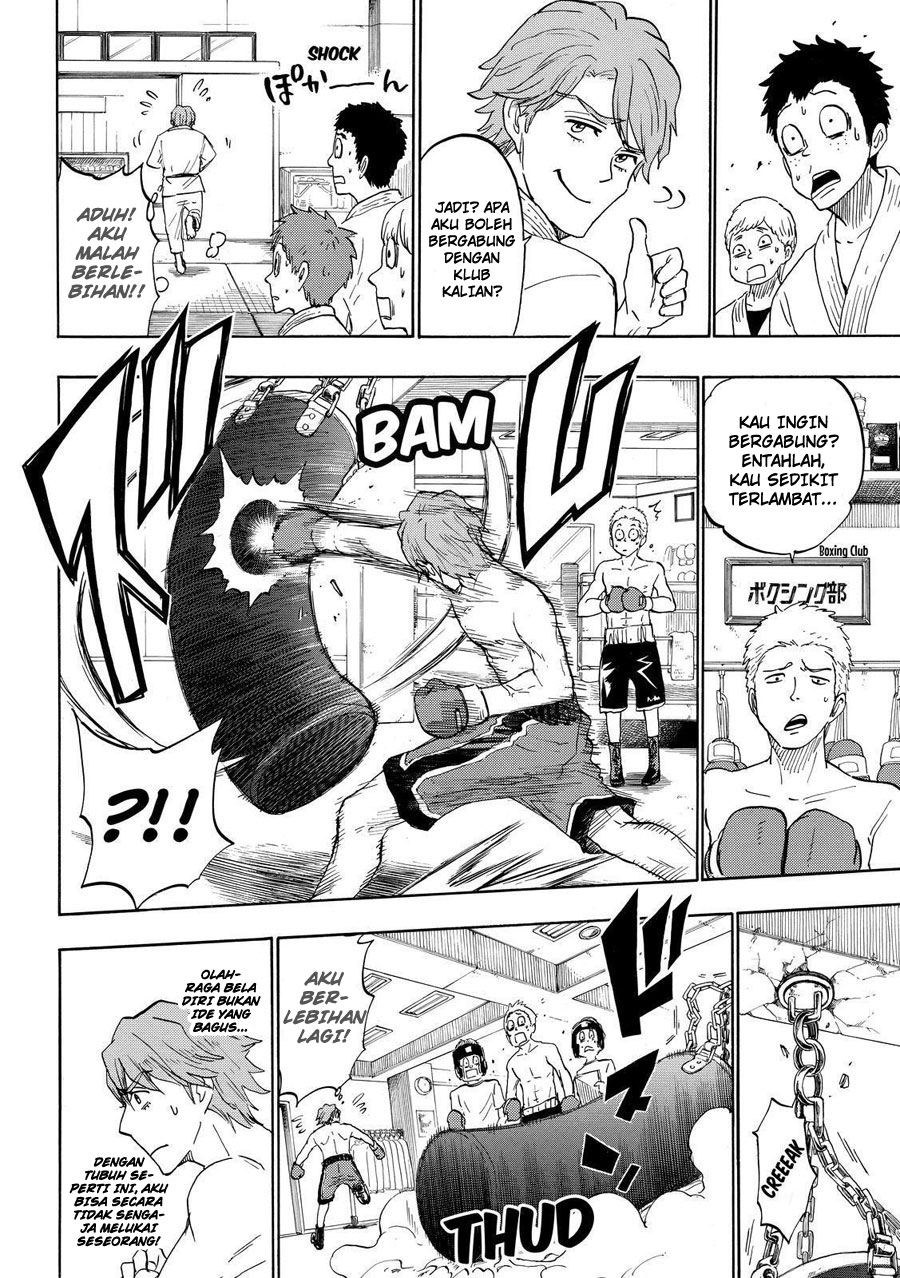 JADI? APA
AKU BOLEH
BERGABUNG
DENGAN
KLUB
KALIAN?
SHOCK
ぽかーーん
ADUH!
AKU
MALAH
BERLE-
BIHAN!!
KAU INGIN
BERGABUNG?
ENTAHLAH,
KAU SEDIKIT
TERLAMBAT...
Boxing Club
ボクシング部
BAM
?!!
CREEEAK
THUD
AKU
BER-
LEBIHAN
LAGI!
OLAH-
RAGA BELA
DIRI BUKAN
IDE YANG
BAGUS...
DENGAN
TUBUH SE-
PERTI INI, AKU
BISA SECARA
TIDAK SENGA-
JA MELUKAI
SESEORANG!